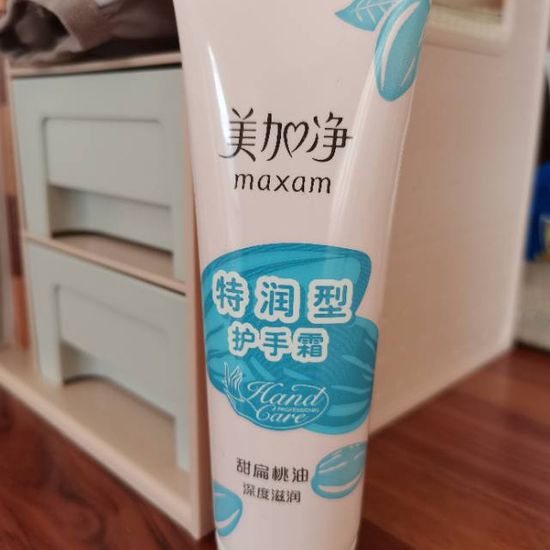 美加净
maxam
特润型
护手霜
Hand
PROFESSIONAL
Care
甜扁桃油
深度滋润